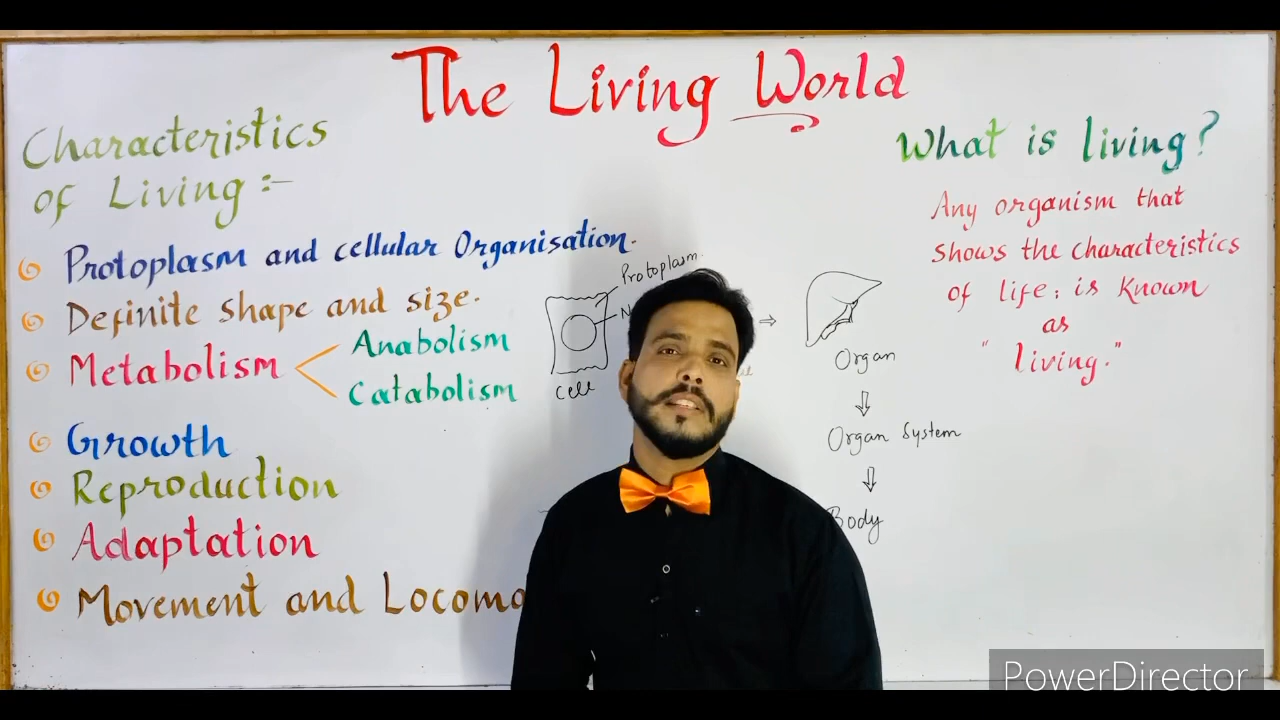 The Living World
Characteristics
of Living :-
Protoplasm and cellular Organisation.
Definite shape and size.
Metabolism
Anabolism
Catabolism
Growth
Reproduction
Adaptation
Movement and
Protoplasm.
cell
Organ
Organ System
Body
What is living?
Any organism that
shows the characteristics
of life; is known
as
" living."
PowerDirector